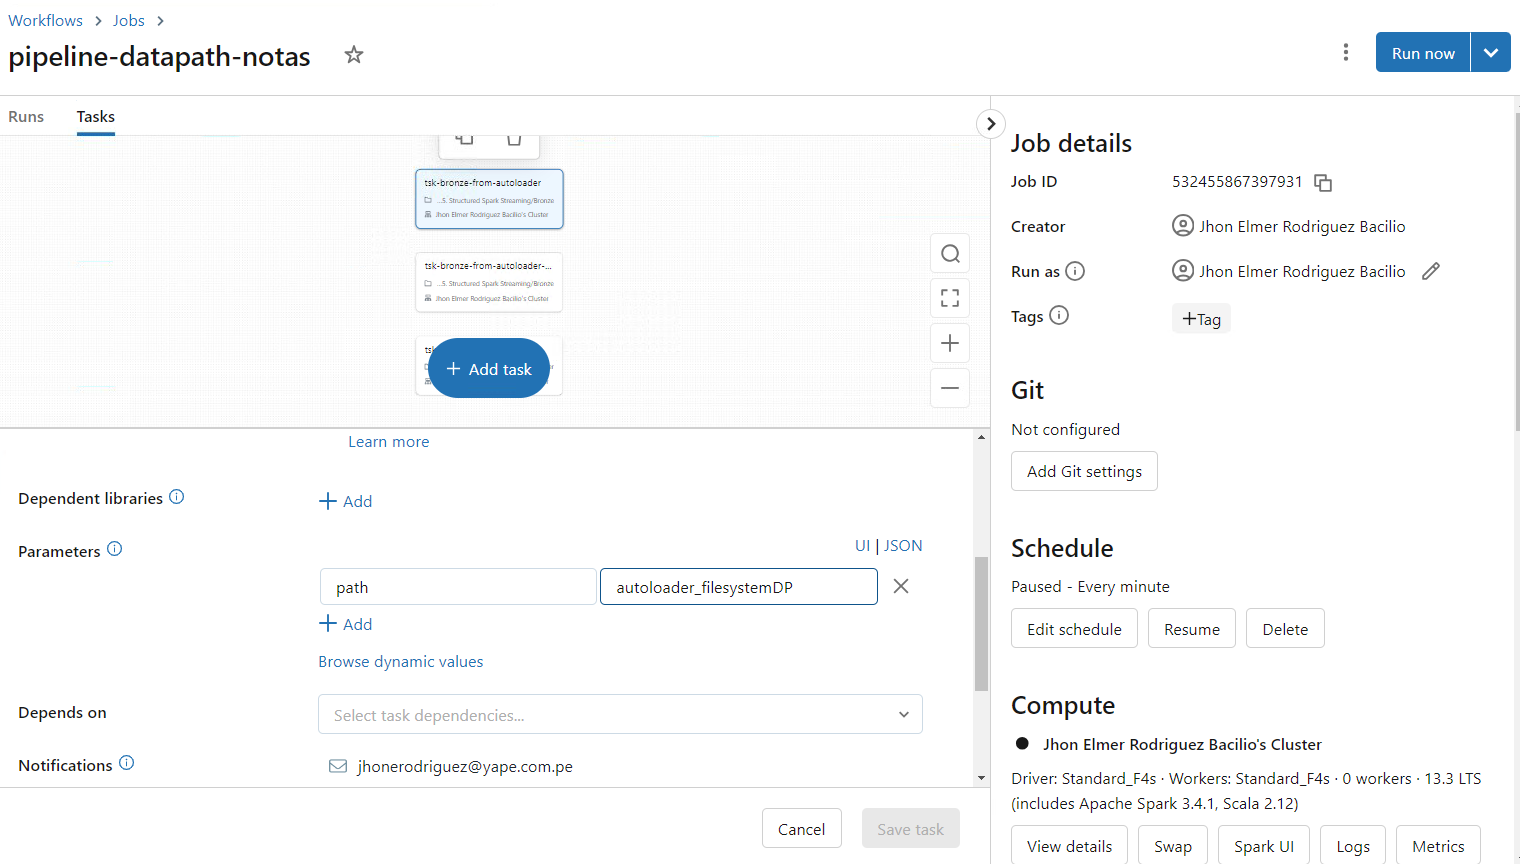 Workflows > Jobs >
pipeline-datapath-notas
Run now
Runs Tasks
tsk-bronze-from-autoloader
...5. Structured Spark Streaming/Bronze
Jhon Elmer Rodriguez Bacilio's Cluster
tsk-bronze-from-autoloader-...
...5. Structured Spark Streaming/Bronze
Jhon Elmer Rodriguez Bacilio's Cluster
+ Add task
Learn more
Dependent libraries
+ Add
Parameters
UI | JSON
path autoloader_filesystemDP
+ Add
Browse dynamic values
Depends on
Select task dependencies...
Notifications
jhonerodriguez@yape.com.pe
Cancel Save task
Job details
Job ID 532455867397931
Creator Jhon Elmer Rodriguez Bacilio
Run as Jhon Elmer Rodriguez Bacilio
Tags +Tag
Git
Not configured
Add Git settings
Schedule
Paused - Every minute
Edit schedule Resume Delete
Compute
Jhon Elmer Rodriguez Bacilio's Cluster
Driver: Standard_F4s · Workers: Standard_F4s · 0 workers · 13.3 LTS
(includes Apache Spark 3.4.1, Scala 2.12)
View details Swap Spark UI Logs Metrics